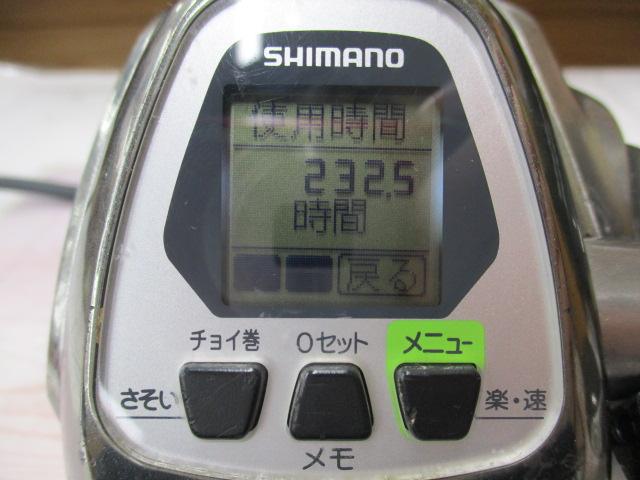 SHIMANO
使用時間
232.5
時間
戻る
チョイ巻 0セット メニュー
さそい 楽・速
メモ